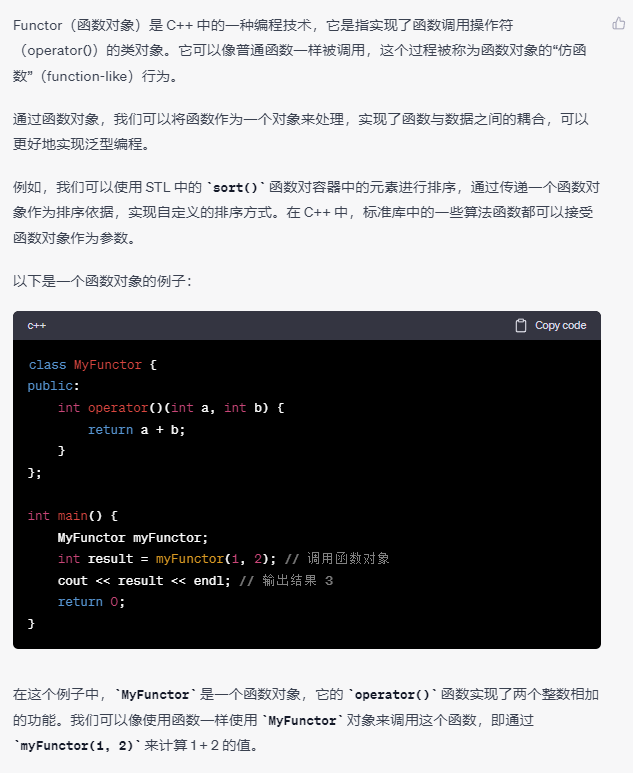 Functor（函数对象）是 C++ 中的一种编程技术，它是指实现了函数调用操作符
（operator()）的类对象。它可以像普通函数一样被调用，这个过程被称为函数对象的“仿函
数”（function-like）行为。
通过函数对象，我们可以将函数作为一个对象来处理，实现了函数与数据之间的耦合，可以
更好地实现泛型编程。
例如，我们可以使用 STL 中的 `sort()` 函数对容器中的元素进行排序，通过传递一个函数对
象作为排序依据，实现自定义的排序方式。在 C++ 中，标准库中的一些算法函数都可以接受
函数对象作为参数。
以下是一个函数对象的例子：
c++ Copy code
class MyFunctor {
public:
    int operator()(int a, int b) {
        return a + b;
    }
};
int main() {
    MyFunctor myFunctor;
    int result = myFunctor(1, 2); // 调用函数对象
    cout << result << endl; // 输出结果 3
    return 0;
}
在这个例子中，`MyFunctor` 是一个函数对象，它的 `operator()` 函数实现了两个整数相加
的功能。我们可以像使用函数一样使用 `MyFunctor` 对象来调用这个函数，即通过
`myFunctor(1, 2)` 来计算 1 + 2 的值。